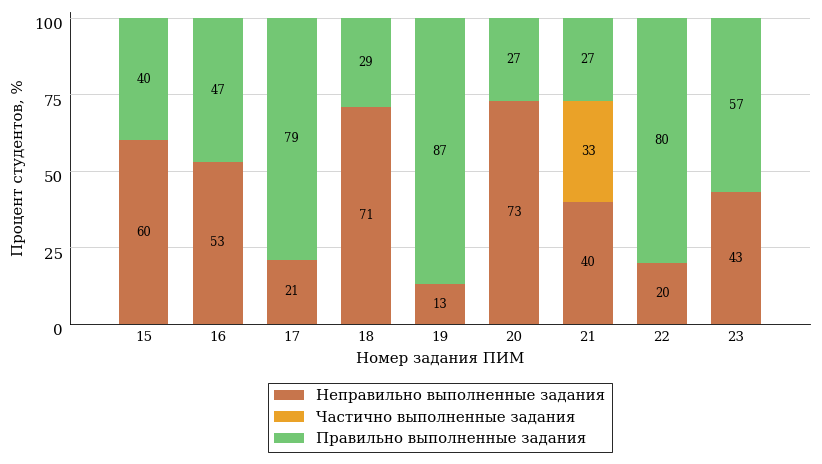 100
75
50
25
0
Процент студентов, %
40 47 79 29 87 27 27 80 57
33
60 53 21 71 13 73 40 20 43
15 16 17 18 19 20 21 22 23
Номер задания ПИМ
Неправильно выполненные задания
Частично выполненные задания
Правильно выполненные задания